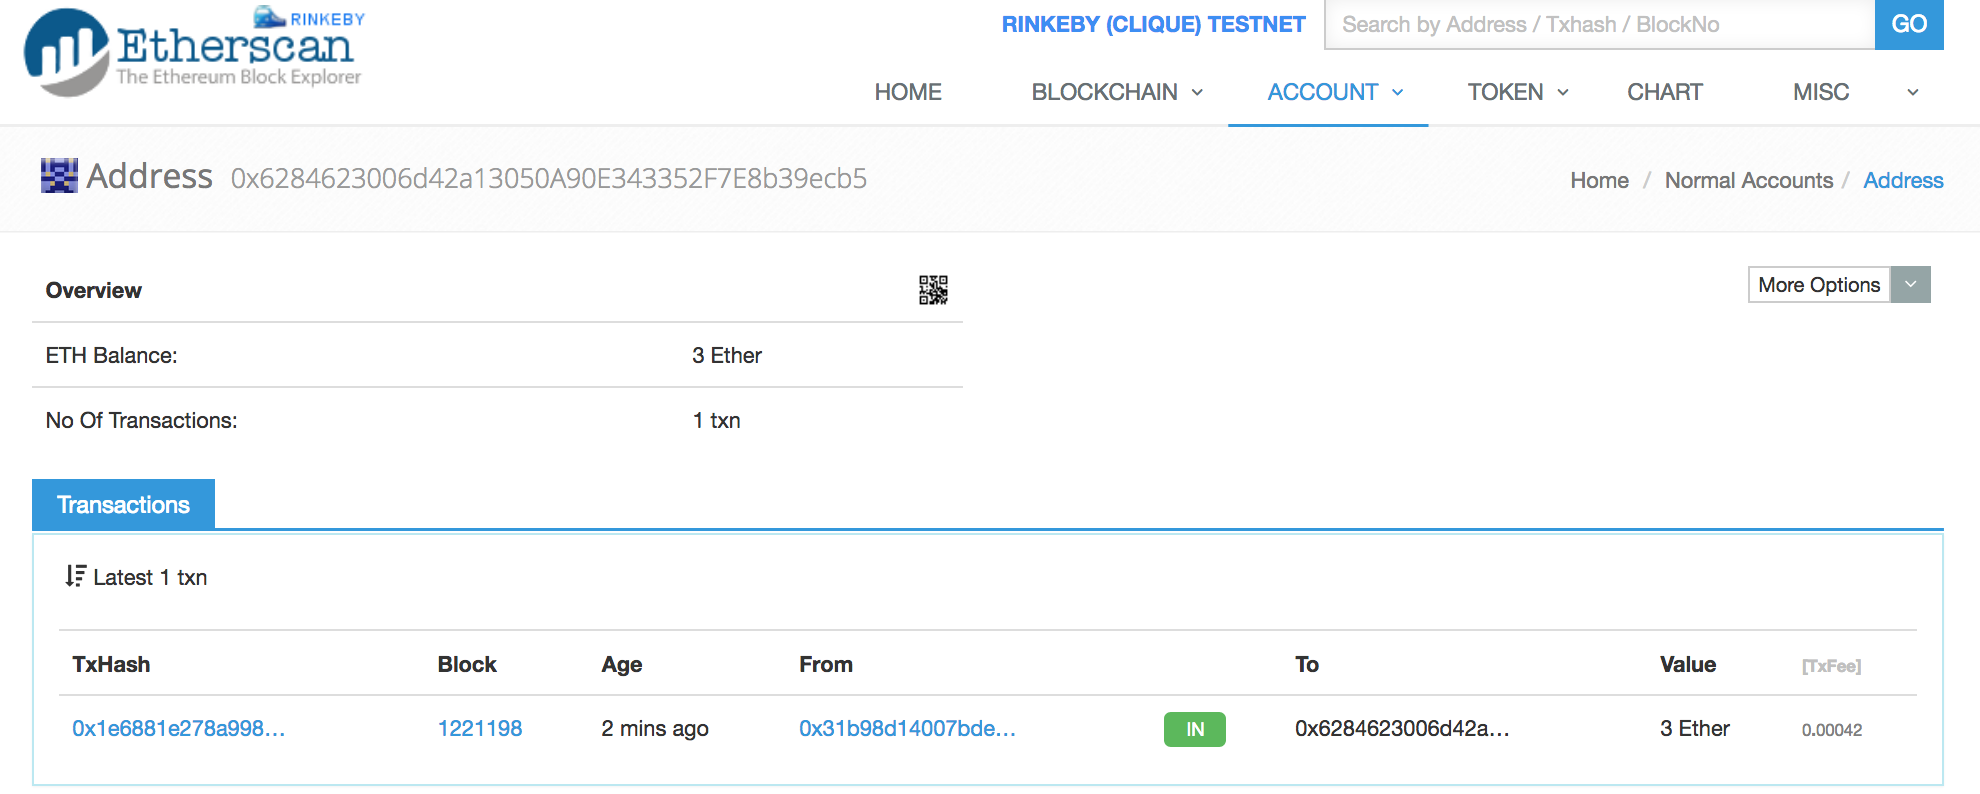 RINKEBY
Etherscan
The Ethereum Block Explorer
RINKEBY (CLIQUE) TESTNET
Search by Address / Txhash / BlockNo
GO
HOME
BLOCKCHAIN
ACCOUNT
TOKEN
CHART
MISC
Address 0x6284623006d42a13050A90E343352F7E8b39ecb5
Home / Normal Accounts / Address
Overview
More Options
ETH Balance: 3 Ether
No Of Transactions: 1 txn
Transactions
Latest 1 txn
TxHash Block Age From To Value [TxFee]
0x1e6881e278a998... 1221198 2 mins ago 0x31b98d14007bde... IN 0x6284623006d42a... 3 Ether 0.00042